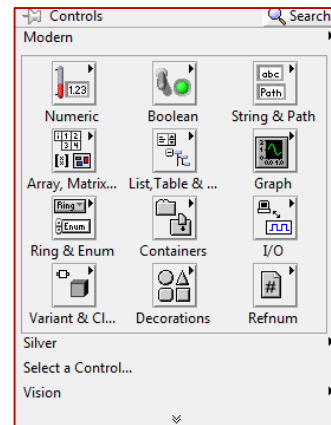 Controls Search
Modern
1.23 abc Path
Numeric Boolean String & Path
Array, Matrix... List,Table & ... Graph
Ring Enum
Ring & Enum Containers I/O
#
Variant & Cl... Decorations Refnum
Silver
Select a Control...
Vision